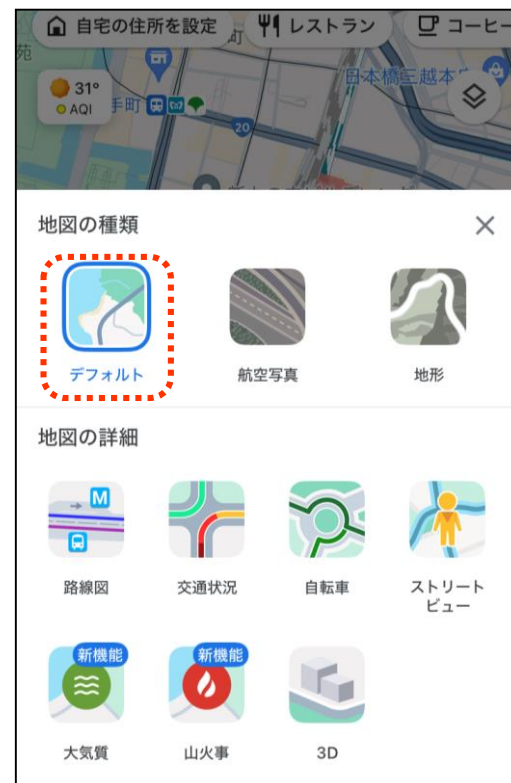 自宅の住所を設定
レストラン
コーヒー
苑
町
31°
AQI
手町
日本橋三越本
20
地図の種類
デフォルト
航空写真
地形
地図の詳細
M
路線図
交通状況
自転車
ストリート
ビュー
新機能
新機能
大気質
山火事
3D